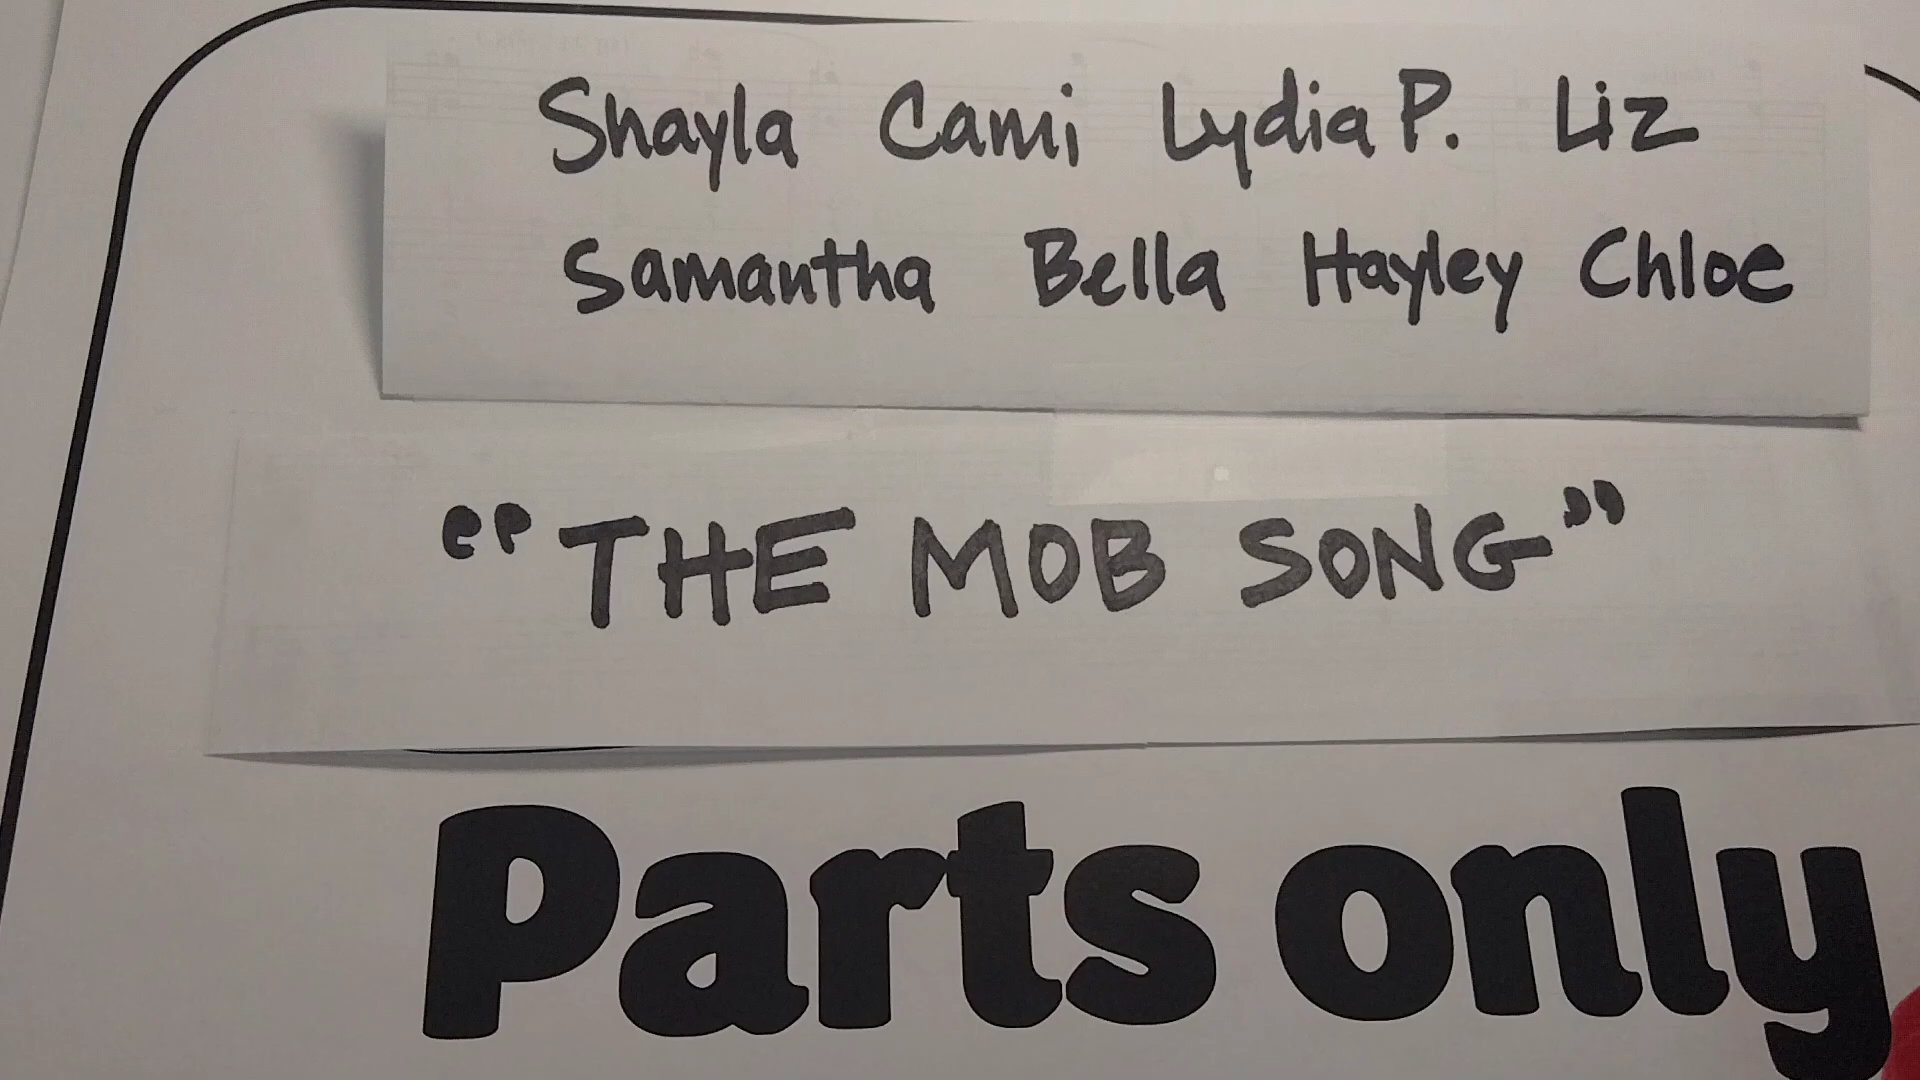 Shayla Cami Lydia P. Liz
Samantha Bella Hayley Chloe
“THE MOB SONG”
Parts only